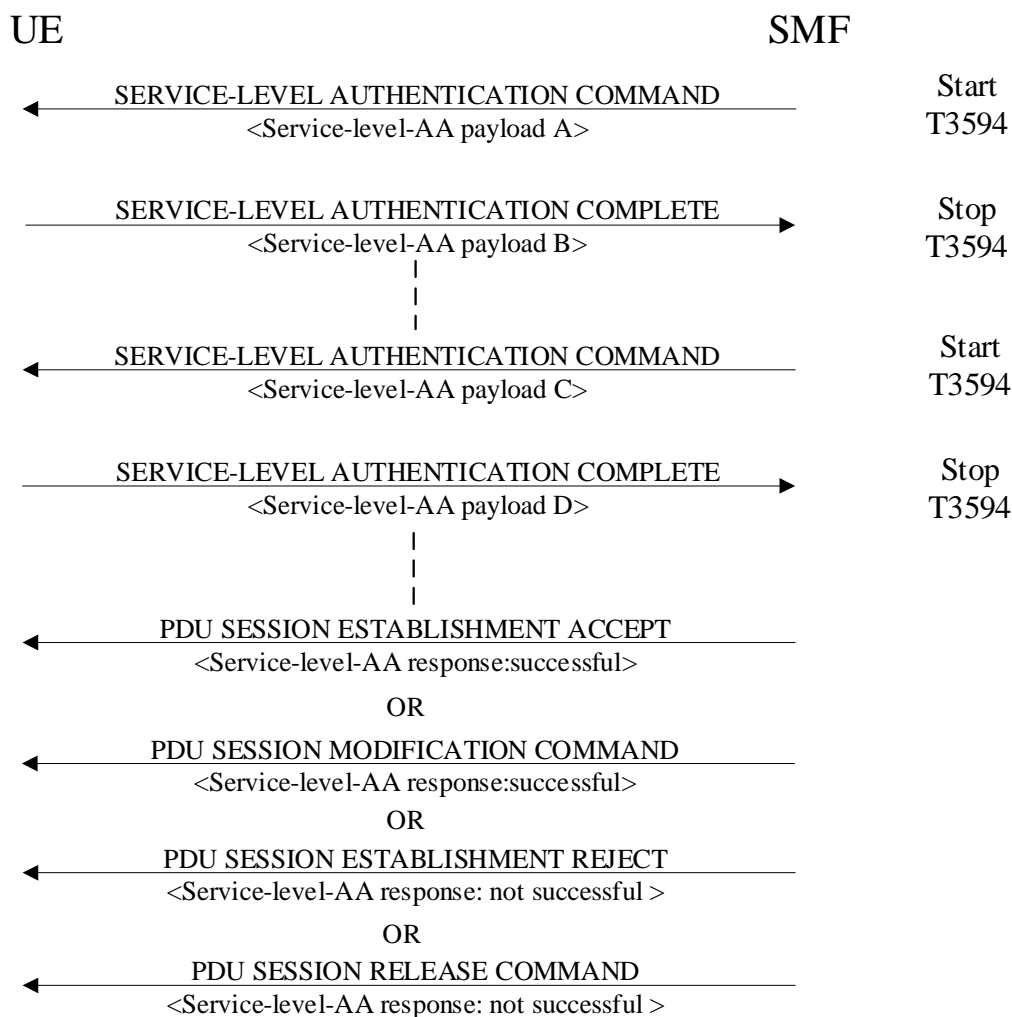 UE SMF
SERVICE-LEVEL AUTHENTICATION COMMAND
<Service-level-AA payload A>
Start
T3594
SERVICE-LEVEL AUTHENTICATION COMPLETE
<Service-level-AA payload B>
Stop
T3594
SERVICE-LEVEL AUTHENTICATION COMMAND
<Service-level-AA payload C>
Start
T3594
SERVICE-LEVEL AUTHENTICATION COMPLETE
<Service-level-AA payload D>
Stop
T3594
PDU SESSION ESTABLISHMENT ACCEPT
<Service-level-AA response:successful>
OR
PDU SESSION MODIFICATION COMMAND
<Service-level-AA response:successful>
OR
PDU SESSION ESTABLISHMENT REJECT
<Service-level-AA response: not successful >
OR
PDU SESSION RELEASE COMMAND
<Service-level-AA response: not successful >